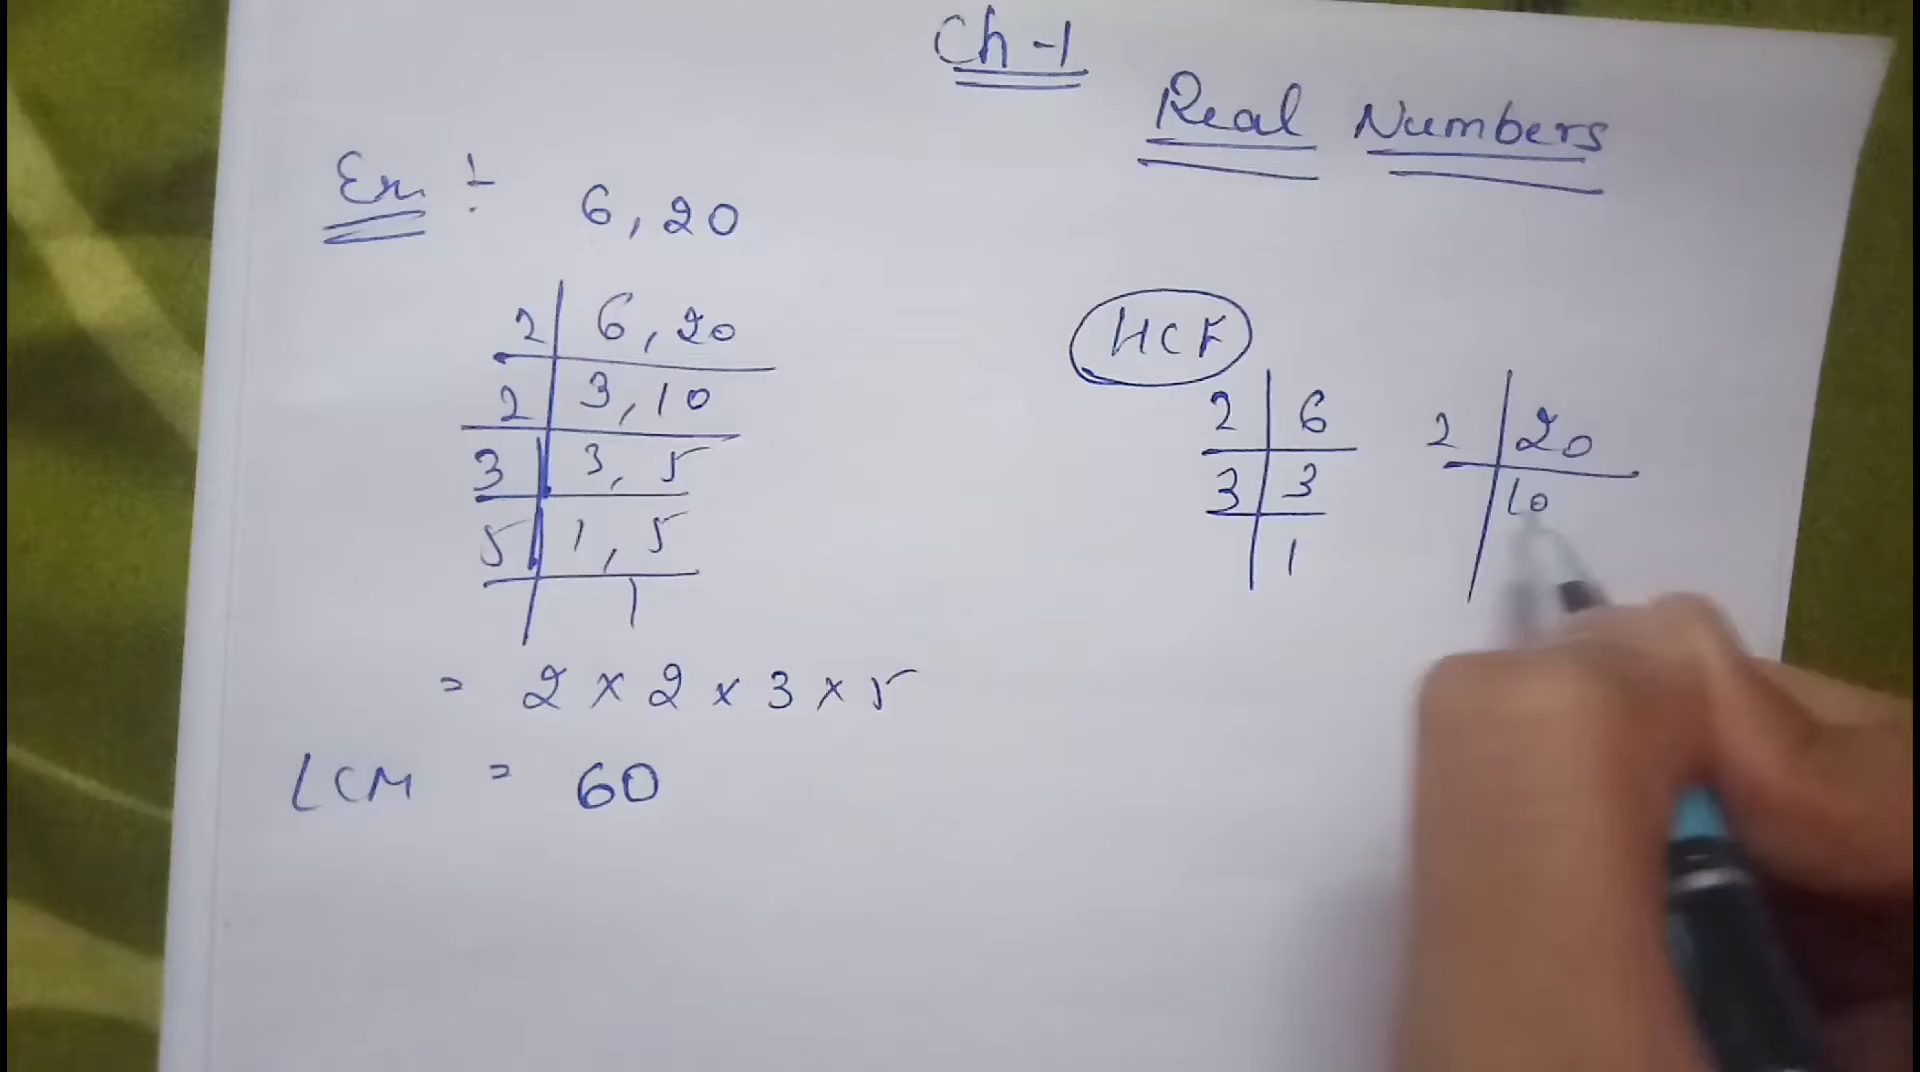 Ch-1
Real Numbers
Ex :-
6, 20
2 | 6, 20
2 | 3, 10
3 | 3, 5
5 | 1, 5
1
= 2 x 2 x 3 x 5
LCM = 60
HCF
2 | 6
3 | 3
1
2 | 20
10